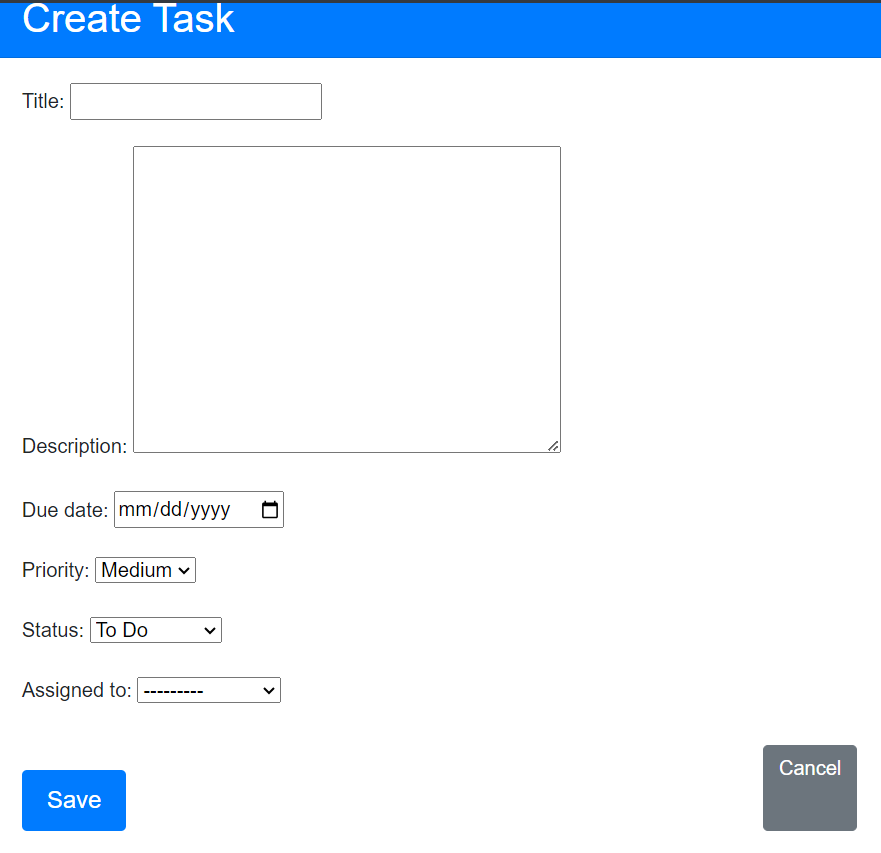 Create Task
Title:
Description:
Due date: mm/dd/yyyy
Priority: Medium
Status: To Do
Assigned to: ---------
Save
Cancel